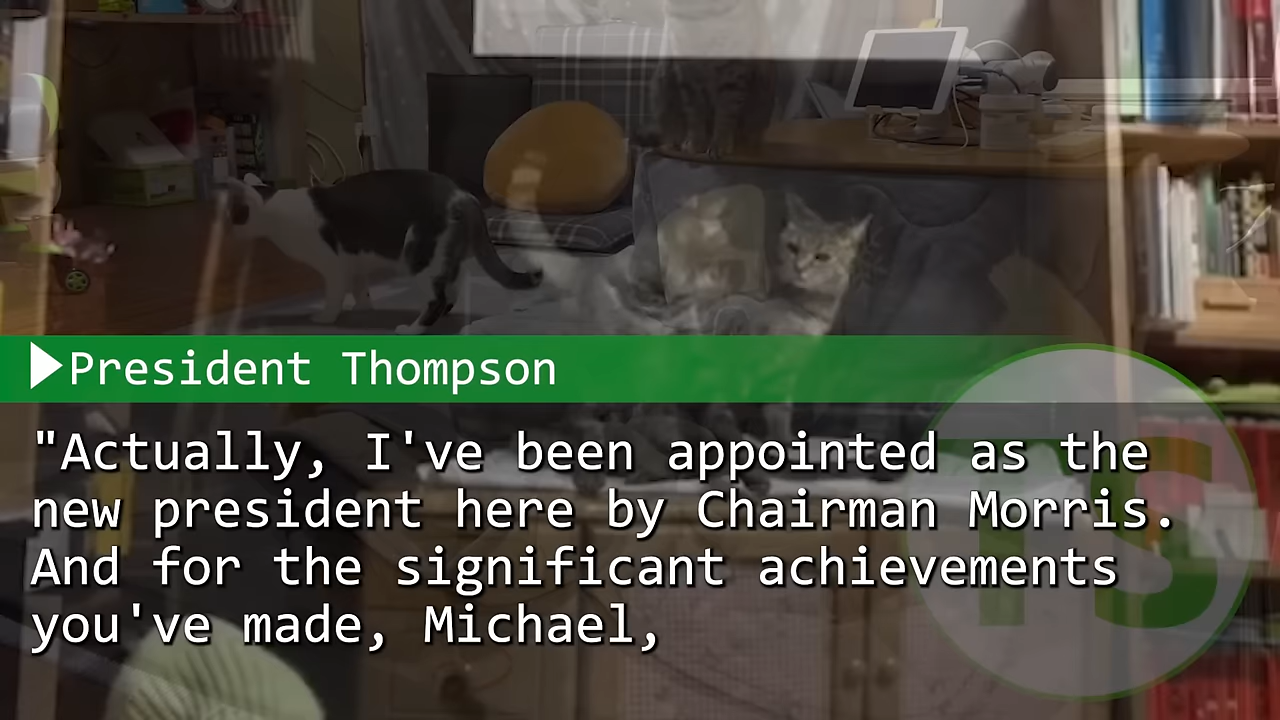 President Thompson
"Actually, I've been appointed as the
new president here by Chairman Morris.
And for the significant achievements
you've made, Michael,
TS